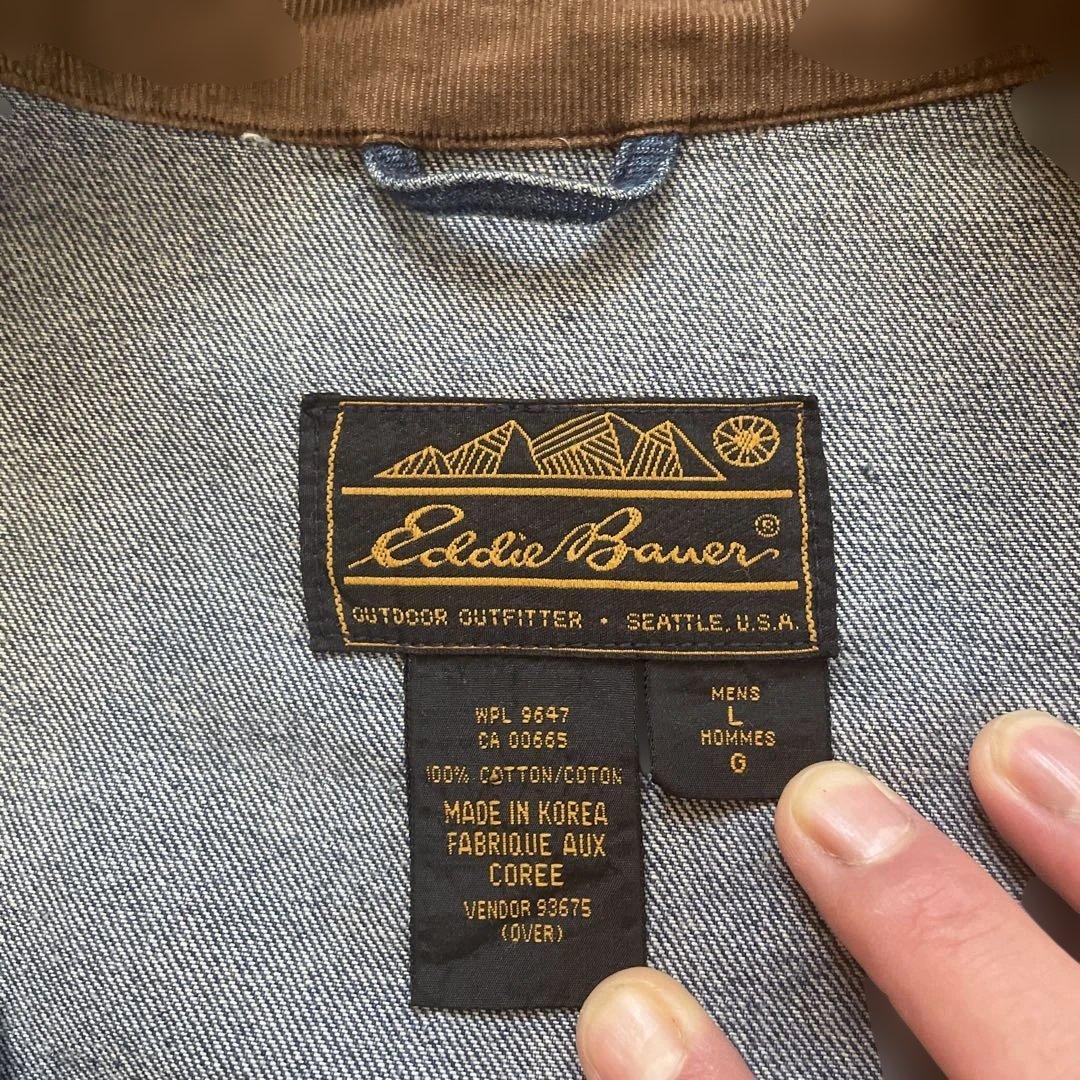 Eddie Bauer®
OUTDOOR OUTFITTER • SEATTLE, U.S.A.
WPL 9647
CA 00665
100% COTTON/COTON
MADE IN KOREA
FABRIQUE AUX
COREE
VENDOR 93675
(OVER)
MENS
L
HOMMES
G